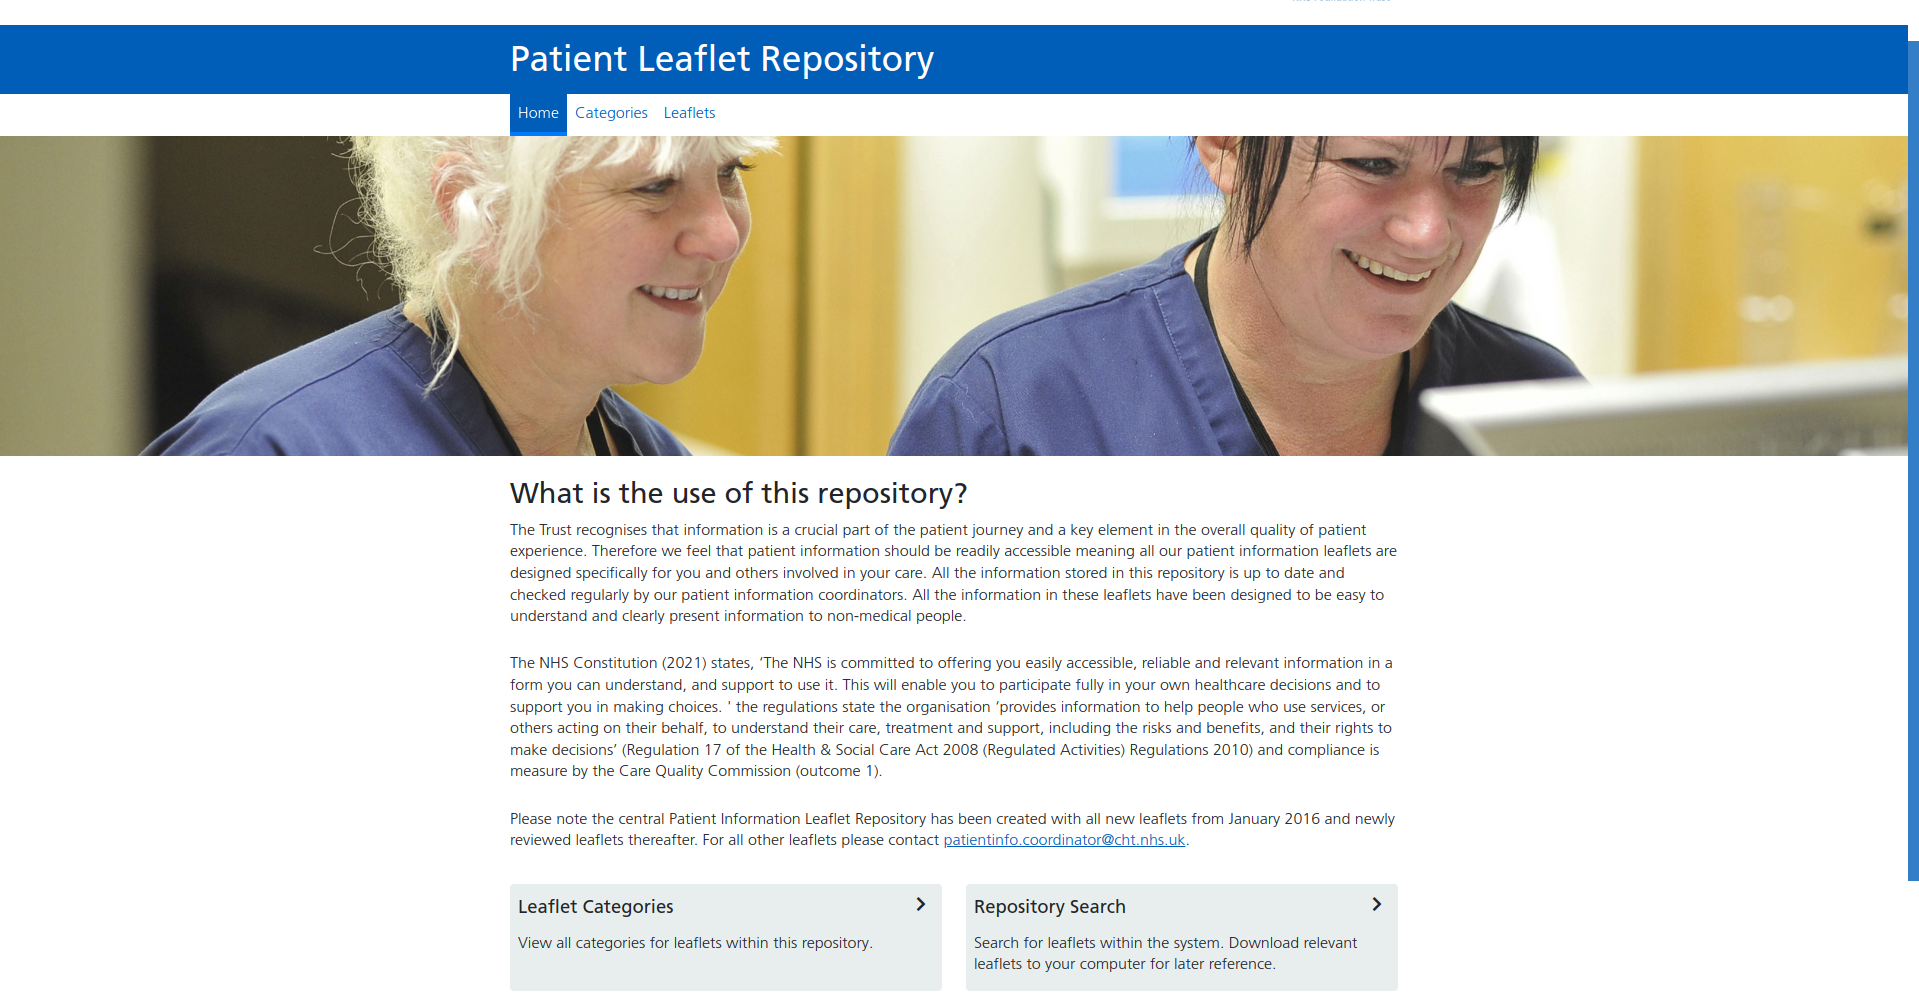 Patient Leaflet Repository
Home Categories Leaflets
What is the use of this repository?
The Trust recognises that information is a crucial part of the patient journey and a key element in the overall quality of patient
experience. Therefore we feel that patient information should be readily accessible meaning all our patient information leaflets are
designed specifically for you and others involved in your care. All the information stored in this repository is up to date and
checked regularly by our patient information coordinators. All the information in these leaflets have been designed to be easy to
understand and clearly present information to non-medical people.
The NHS Constitution (2021) states, ‘The NHS is committed to offering you easily accessible, reliable and relevant information in a
form you can understand, and support to use it. This will enable you to participate fully in your own healthcare decisions and to
support you in making choices. ' the regulations state the organisation ‘provides information to help people who use services, or
others acting on their behalf, to understand their care, treatment and support, including the risks and benefits, and their rights to
make decisions’ (Regulation 17 of the Health & Social Care Act 2008 (Regulated Activities) Regulations 2010) and compliance is
measure by the Care Quality Commission (outcome 1).
Please note the central Patient Information Leaflet Repository has been created with all new leaflets from January 2016 and newly
reviewed leaflets thereafter. For all other leaflets please contact patientinfo.coordinator@cht.nhs.uk.
Leaflet Categories
View all categories for leaflets within this repository.
Repository Search
Search for leaflets within the system. Download relevant
leaflets to your computer for later reference.